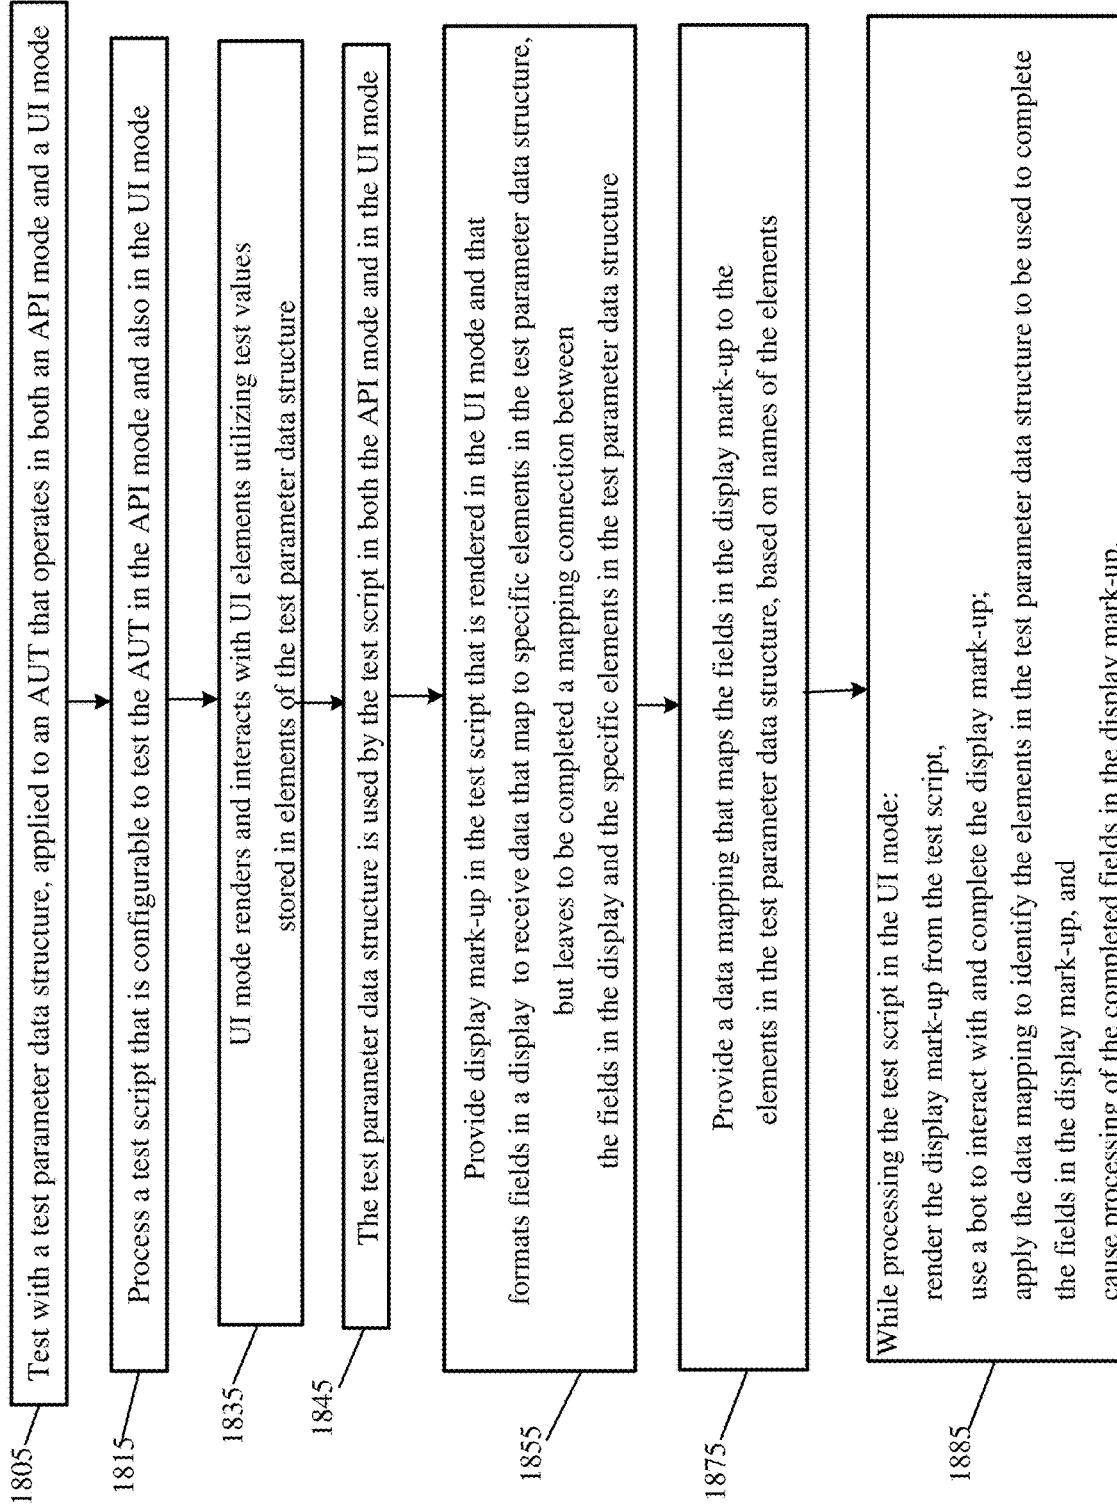 1805
Test with a test parameter data structure, applied to an AUT that operates in both an API mode and a UI mode
1815
Process a test script that is configurable to test the AUT in the API mode and also in the UI mode
1835
UI mode renders and interacts with UI elements utilizing test values
stored in elements of the test parameter data structure
1845
The test parameter data structure is used by the test script in both the API mode and in the UI mode
1855
Provide display mark-up in the test script that is rendered in the UI mode and that
formats fields in a display to receive data that map to specific elements in the test parameter data structure,
but leaves to be completed a mapping connection between
the fields in the display and the specific elements in the test parameter data structure
1875
Provide a data mapping that maps the fields in the display mark-up to the
elements in the test parameter data structure, based on names of the elements
1885
While processing the test script in the UI mode:
render the display mark-up from the test script,
use a bot to interact with and complete the display mark-up;
apply the data mapping to identify the elements in the test parameter data structure to be used to complete
the fields in the display mark-up, and
cause processing of the completed fields in the display mark-up.